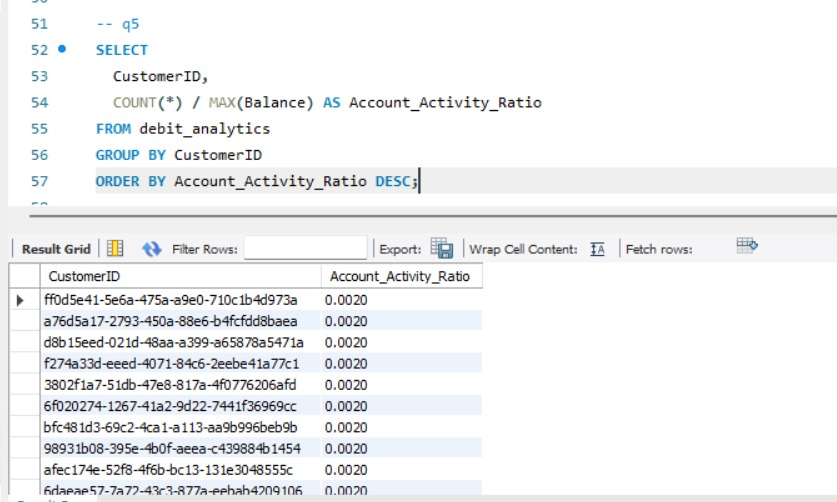 51 -- q5
52 SELECT
53 CustomerID,
54 COUNT(*) / MAX(Balance) AS Account_Activity_Ratio
55 FROM debit_analytics
56 GROUP BY CustomerID
57 ORDER BY Account_Activity_Ratio DESC;
Result Grid Filter Rows: Export: Wrap Cell Content: Fetch rows:
CustomerID Account_Activity_Ratio
ff0d5e41-5e6a-475a-a9e0-710c1b4d973a 0.0020
a76d5a17-2793-450a-88e6-b4fcfdd8baea 0.0020
d8b15eed-021d-48aa-a399-a65878a5471a 0.0020
f274a33d-eeed-4071-84c6-2eebe41a77c1 0.0020
3802f1a7-51db-47e8-817a-4f0776206afd 0.0020
6f020274-1267-41a2-9d22-7441f36969cc 0.0020
bfc481d3-69c2-4ca1-a113-aa9b996beb9b 0.0020
98931b08-395e-4b0f-aeea-c439884b1454 0.0020
afec174e-52f8-4f6b-bc13-131e3048555c 0.0020
6daeae57-7a72-43c3-877a-eebab4209106 0.0020